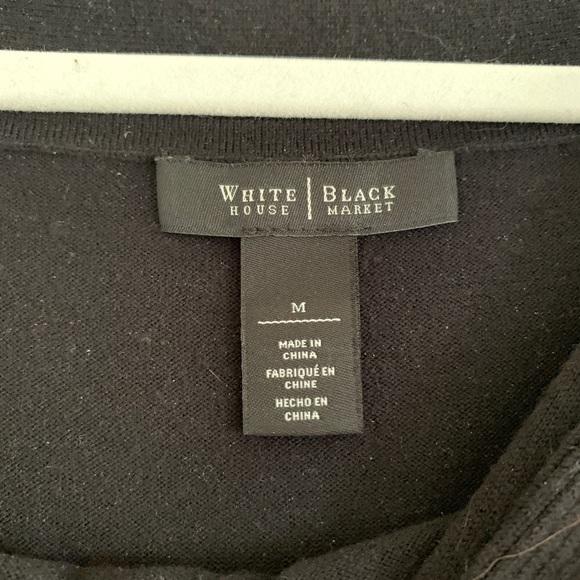 WHITE | BLACK
HOUSE | MARKET
M
MADE IN
CHINA
FABRIQUÉ EN
CHINE
HECHO EN
CHINA